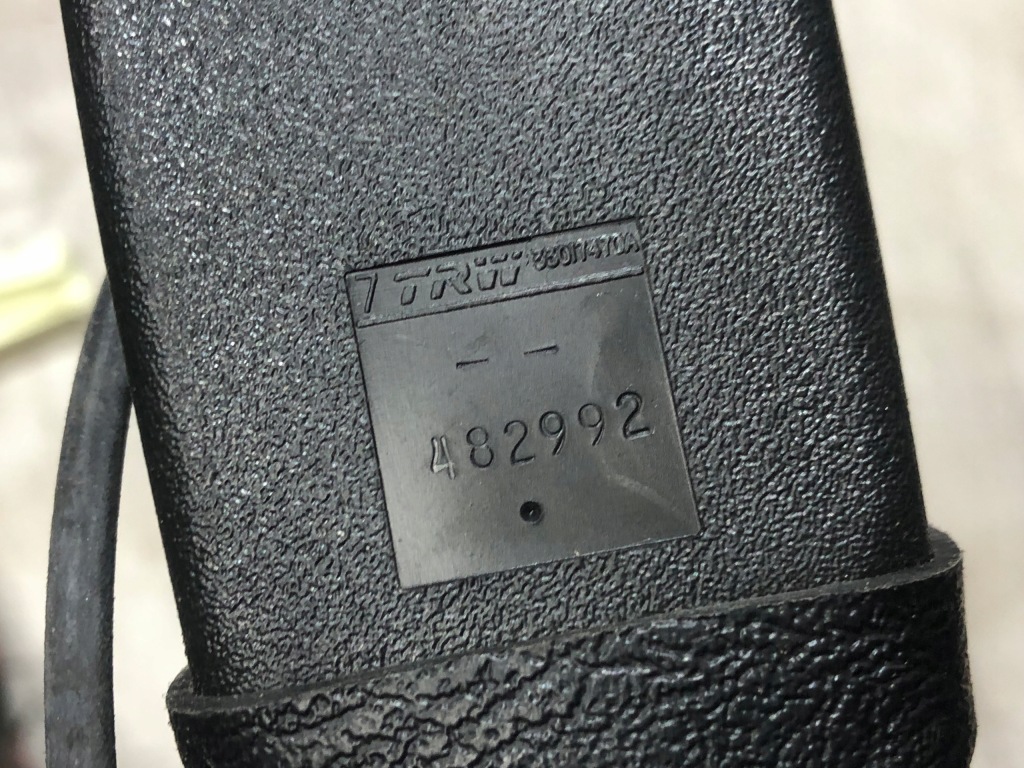 7 TRW
— —
482992